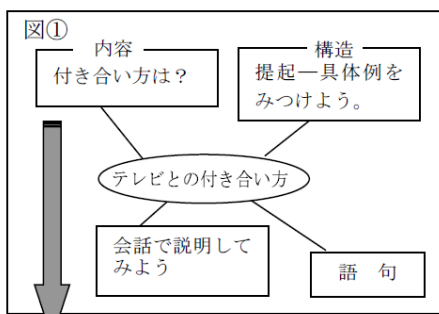 図①
内容
付き合い方は？
構造
提起―具体例を
みつけよう。
テレビとの付き合い方
会話で説明して
みよう
語　句